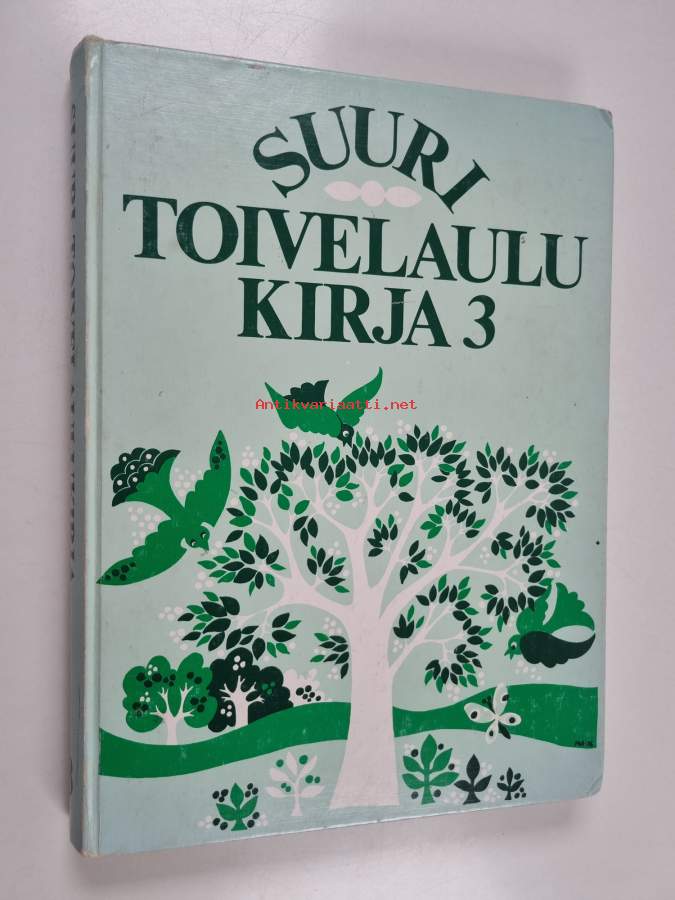 SUURI
TOIVELAULU
KIRJA 3
Antikvariaatti.net